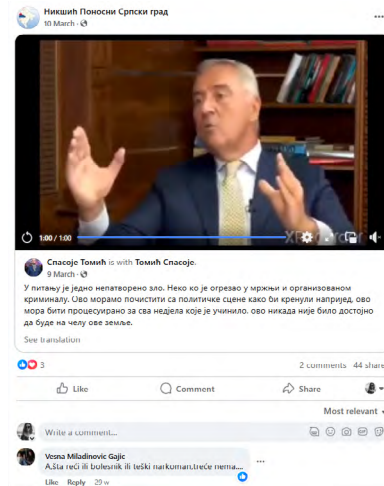 Никшић Поносни Српски град
10 March ·
1:00 / 1:00
Спасоје Томић is with Томић Спасоје.
9 March ·
У питању је једно непатворено зло. Неко ко је огрезао у мржњи и организованом
криминалу. Ово морамо почистити са политичке сцене како би кренули напријед, ово
мора бити процесуирано за сва недјела које је учинило. ово никада није било достојно
да буде на челу ове земље.
See translation
3
2 comments 44 share
Like Comment Share
Most relevant
Write a comment...
Vesna Miladinovic Gajic
A,šta reći ili bolesnik ili teški narkoman,treće nema....
Like Reply 29 w